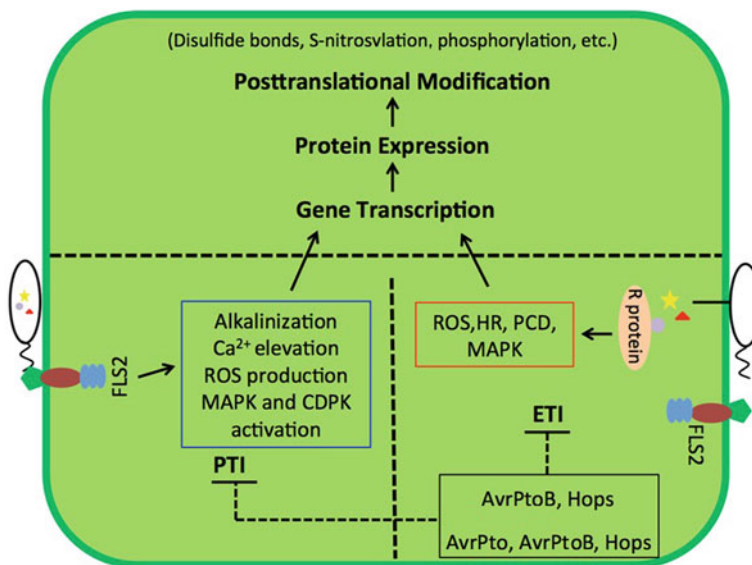 (Disulfide bonds, S-nitrosvlation, phosphorylation, etc.)
Posttranslational Modification
Protein Expression
Gene Transcription
Alkalinization
Ca²⁺ elevation
ROS production
MAPK and CDPK
activation
FLS2
PTI
ROS,HR, PCD,
MAPK
R protein
FLS2
ETI
AvrPtoB, Hops
AvrPto, AvrPtoB, Hops